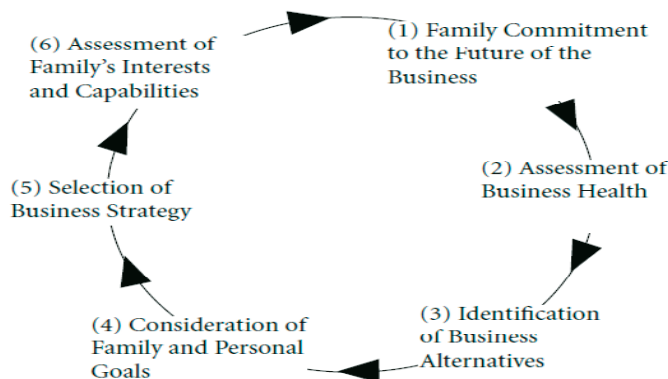 (1) Family Commitment
to the Future of the
Business
(2) Assessment of
Business Health
(3) Identification
of Business
Alternatives
(4) Consideration of
Family and Personal
Goals
(5) Selection of
Business Strategy
(6) Assessment of
Family's Interests
and Capabilities